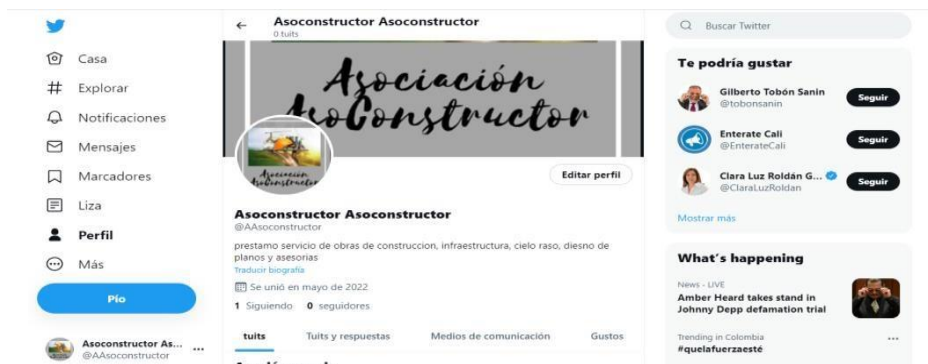 Casa
Explorar
Notificaciones
Mensajes
Marcadores
Liza
Perfil
Más
Pío
Asoconstructor As...
@AAsoconstructor
Asoconstructor Asoconstructor
0 tuits
Asociación
AsoConstructor
Asociación
AsoConstructor
Editar perfil
Asoconstructor Asoconstructor
@AAsoconstructor
prestamo servicio de obras de construccion, infraestructura, cielo raso, diesno de
planos y asesorias
Traducir biografía
Se unió en mayo de 2022
1 Siguiendo 0 seguidores
tuits Tuits y respuestas Medios de comunicación Gustos
Buscar Twitter
Te podría gustar
Gilberto Tobón Sanin
@tobonsanin
Seguir
Enterate Cali
@EnterateCali
Seguir
Clara Luz Roldán G...
@ClaraLuzRoldan
Seguir
Mostrar más
What's happening
News - LIVE
Amber Heard takes stand in
Johnny Depp defamation trial
Trending in Colombia
#quelafuerzaesté